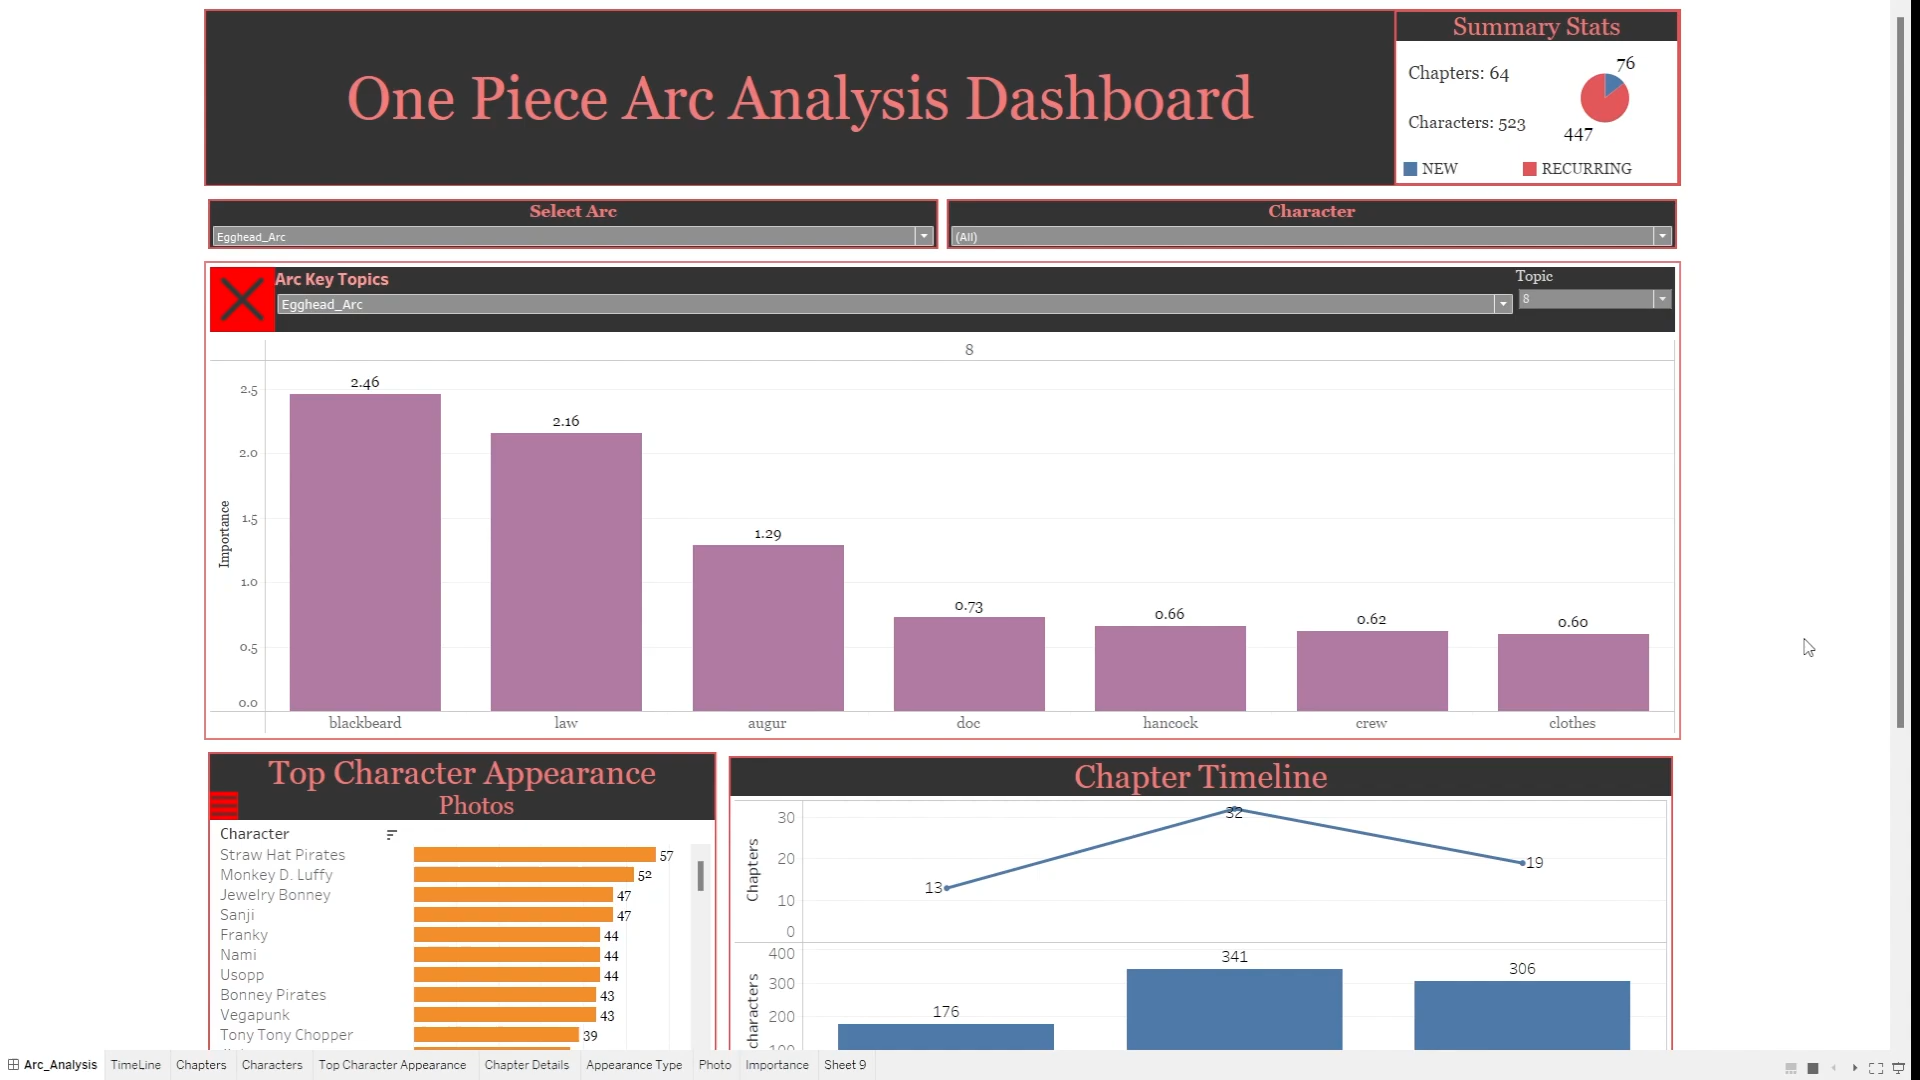 One Piece Arc Analysis Dashboard
Summary Stats
Chapters: 64
Characters: 523
76
447
NEW
RECURRING
Select Arc
Egghead_Arc
Character
(All)
Arc Key Topics
Egghead_Arc
Topic
8
8
Importance
2.5
2.0
1.5
1.0
0.5
0.0
2.46
2.16
1.29
0.73
0.66
0.62
0.60
blackbeard
law
augur
doc
hancock
crew
clothes
Top Character Appearance
Photos
Character
Straw Hat Pirates 57
Monkey D. Luffy 52
Jewelry Bonney 47
Sanji 47
Franky 44
Nami 44
Usopp 44
Bonney Pirates 43
Vegapunk 43
Tony Tony Chopper 39
Chapter Timeline
Chapters
30
20
10
0
13
32
19
characters
400
300
200
176
341
306
Arc_Analysis
TimeLine
Chapters
Characters
Top Character Appearance
Chapter Details
Appearance Type
Photo
Importance
Sheet 9